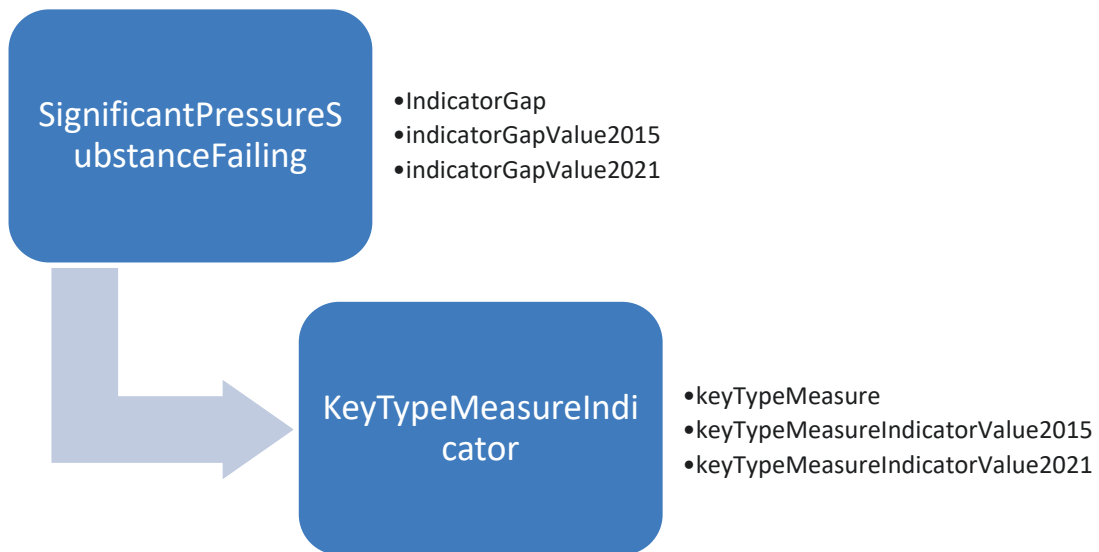 SignificantPressureS
ubstanceFailing
•IndicatorGap
•indicatorGapValue2015
•indicatorGapValue2021
KeyTypeMeasureIndi
cator
•keyTypeMeasure
•keyTypeMeasureIndicatorValue2015
•keyTypeMeasureIndicatorValue2021